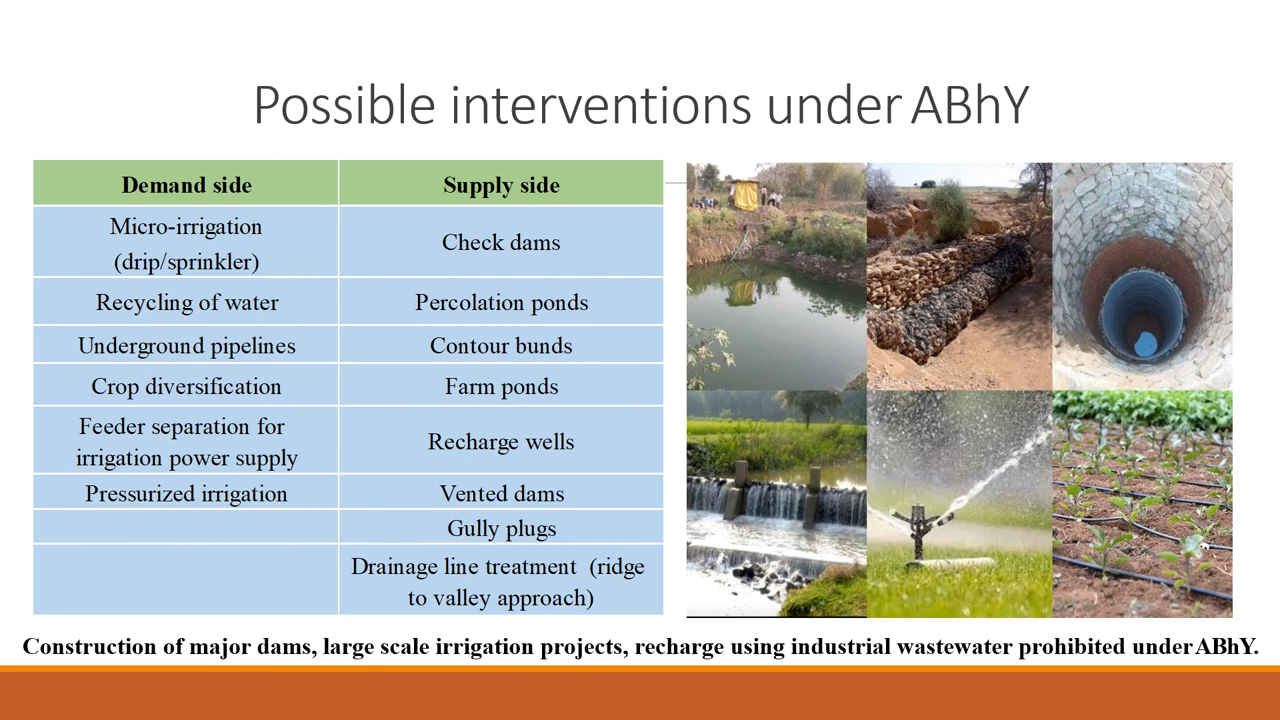 Possible interventions under ABhY
Demand side
Supply side
Micro-irrigation
(drip/sprinkler)
Check dams
Recycling of water
Percolation ponds
Underground pipelines
Contour bunds
Crop diversification
Farm ponds
Feeder separation for
irrigation power supply
Recharge wells
Pressurized irrigation
Vented dams
Gully plugs
Drainage line treatment (ridge
to valley approach)
Construction of major dams, large scale irrigation projects, recharge using industrial wastewater prohibited under ABhY.